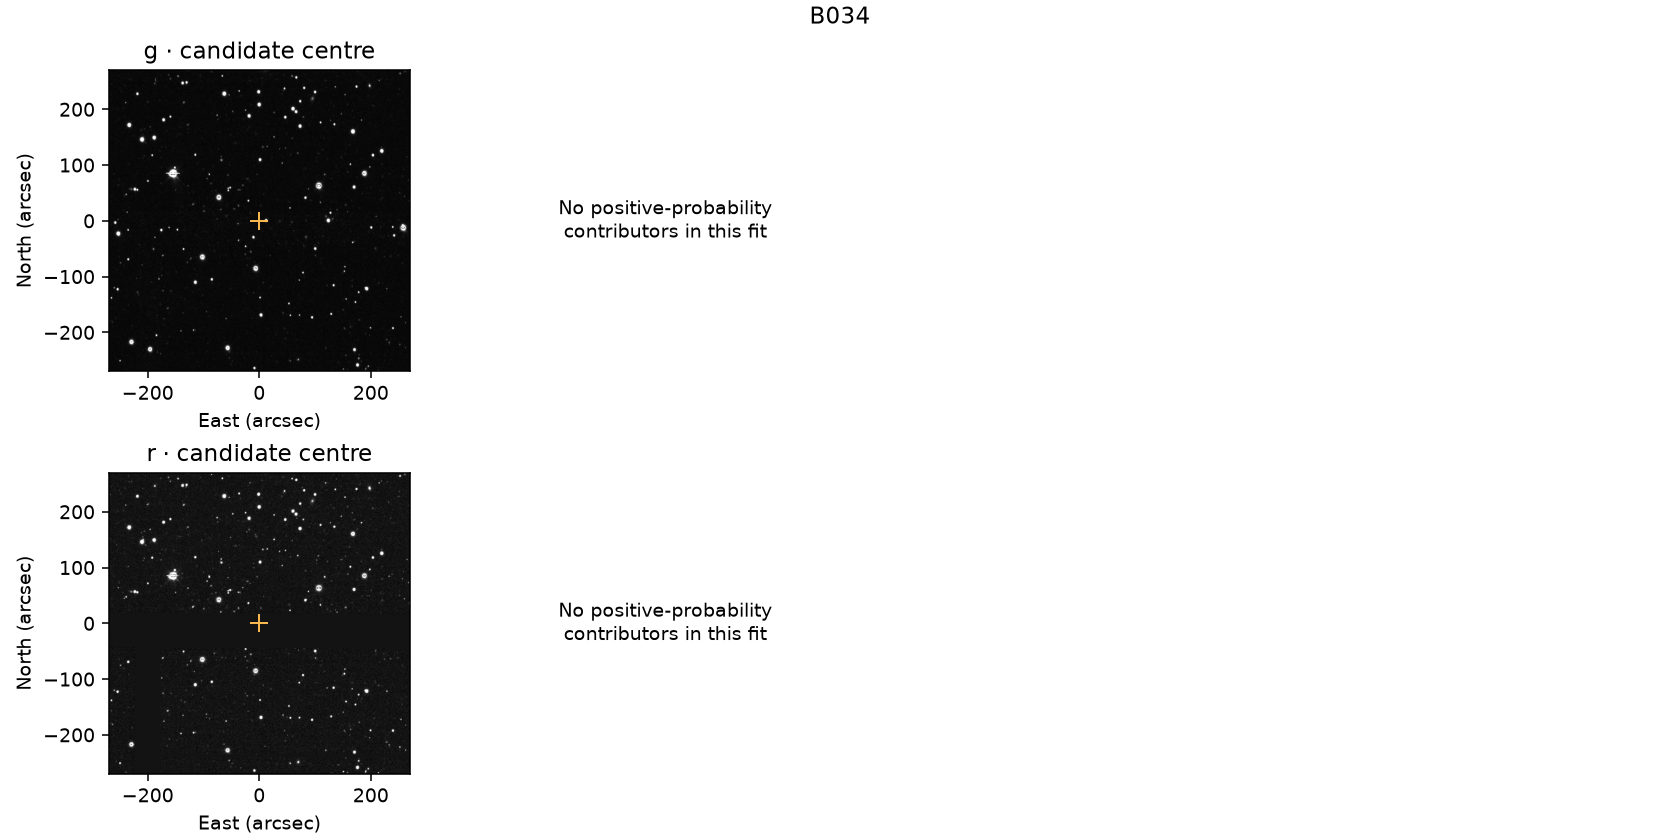 B034
g · candidate centre
North (arcsec)
200
100
0
−100
−200
−200
0
200
East (arcsec)
No positive-probability
contributors in this fit
r · candidate centre
North (arcsec)
200
100
0
−100
−200
−200
0
200
East (arcsec)
No positive-probability
contributors in this fit